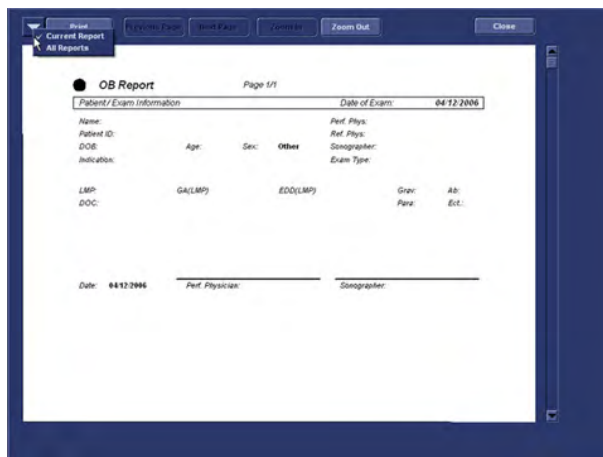 Print Previous Page Next Page Zoom In Zoom Out Close
Current Report
All Reports
OB Report Page 1/1
Patient/Exam Information Date of Exam: 04/12/2006
Name: Perf. Phys:
Patient ID: Ref. Phys:
DOB: Age: Sex: Other Sonographer:
Indication: Exam Type:
LMP: GA(LMP) EDD(LMP) Grav: Ab:
DOC: Para: Ect.:
Date: 04/12/2006 Perf. Physician: Sonographer: